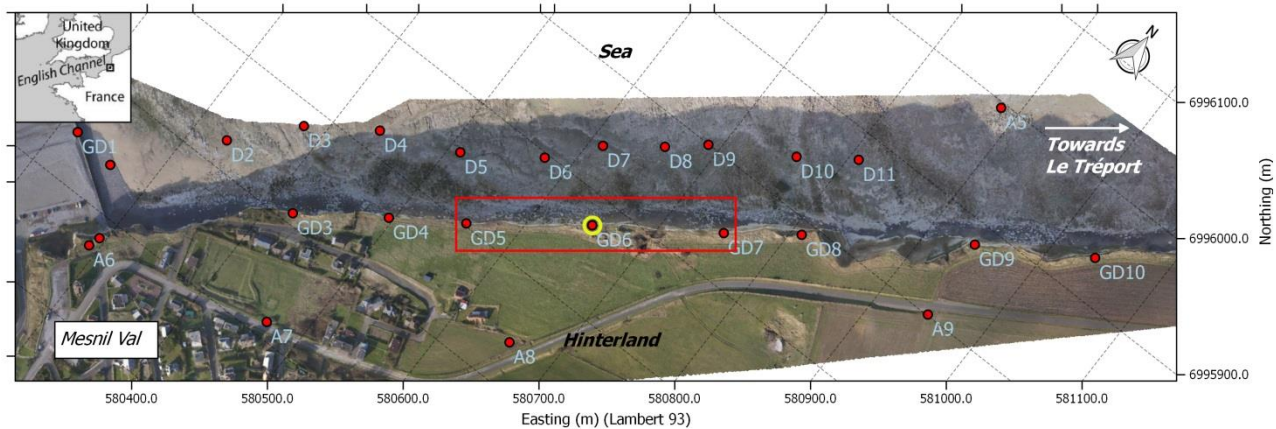 United
Kingdom
English Channel
France
Sea
N
6996100.0
6996000.0
6995900.0
Northing (m)
Towards
Le Tréport
GD1
D2
D3
D4
D5
D6
D7
D8
D9
D10
D11
A5
A6
GD3
GD4
GD5
GD6
GD7
GD8
GD9
GD10
A7
A8
A9
Mesnil Val
Hinterland
580400.0
580500.0
580600.0
580700.0
580800.0
580900.0
581000.0
581100.0
Easting (m) (Lambert 93)